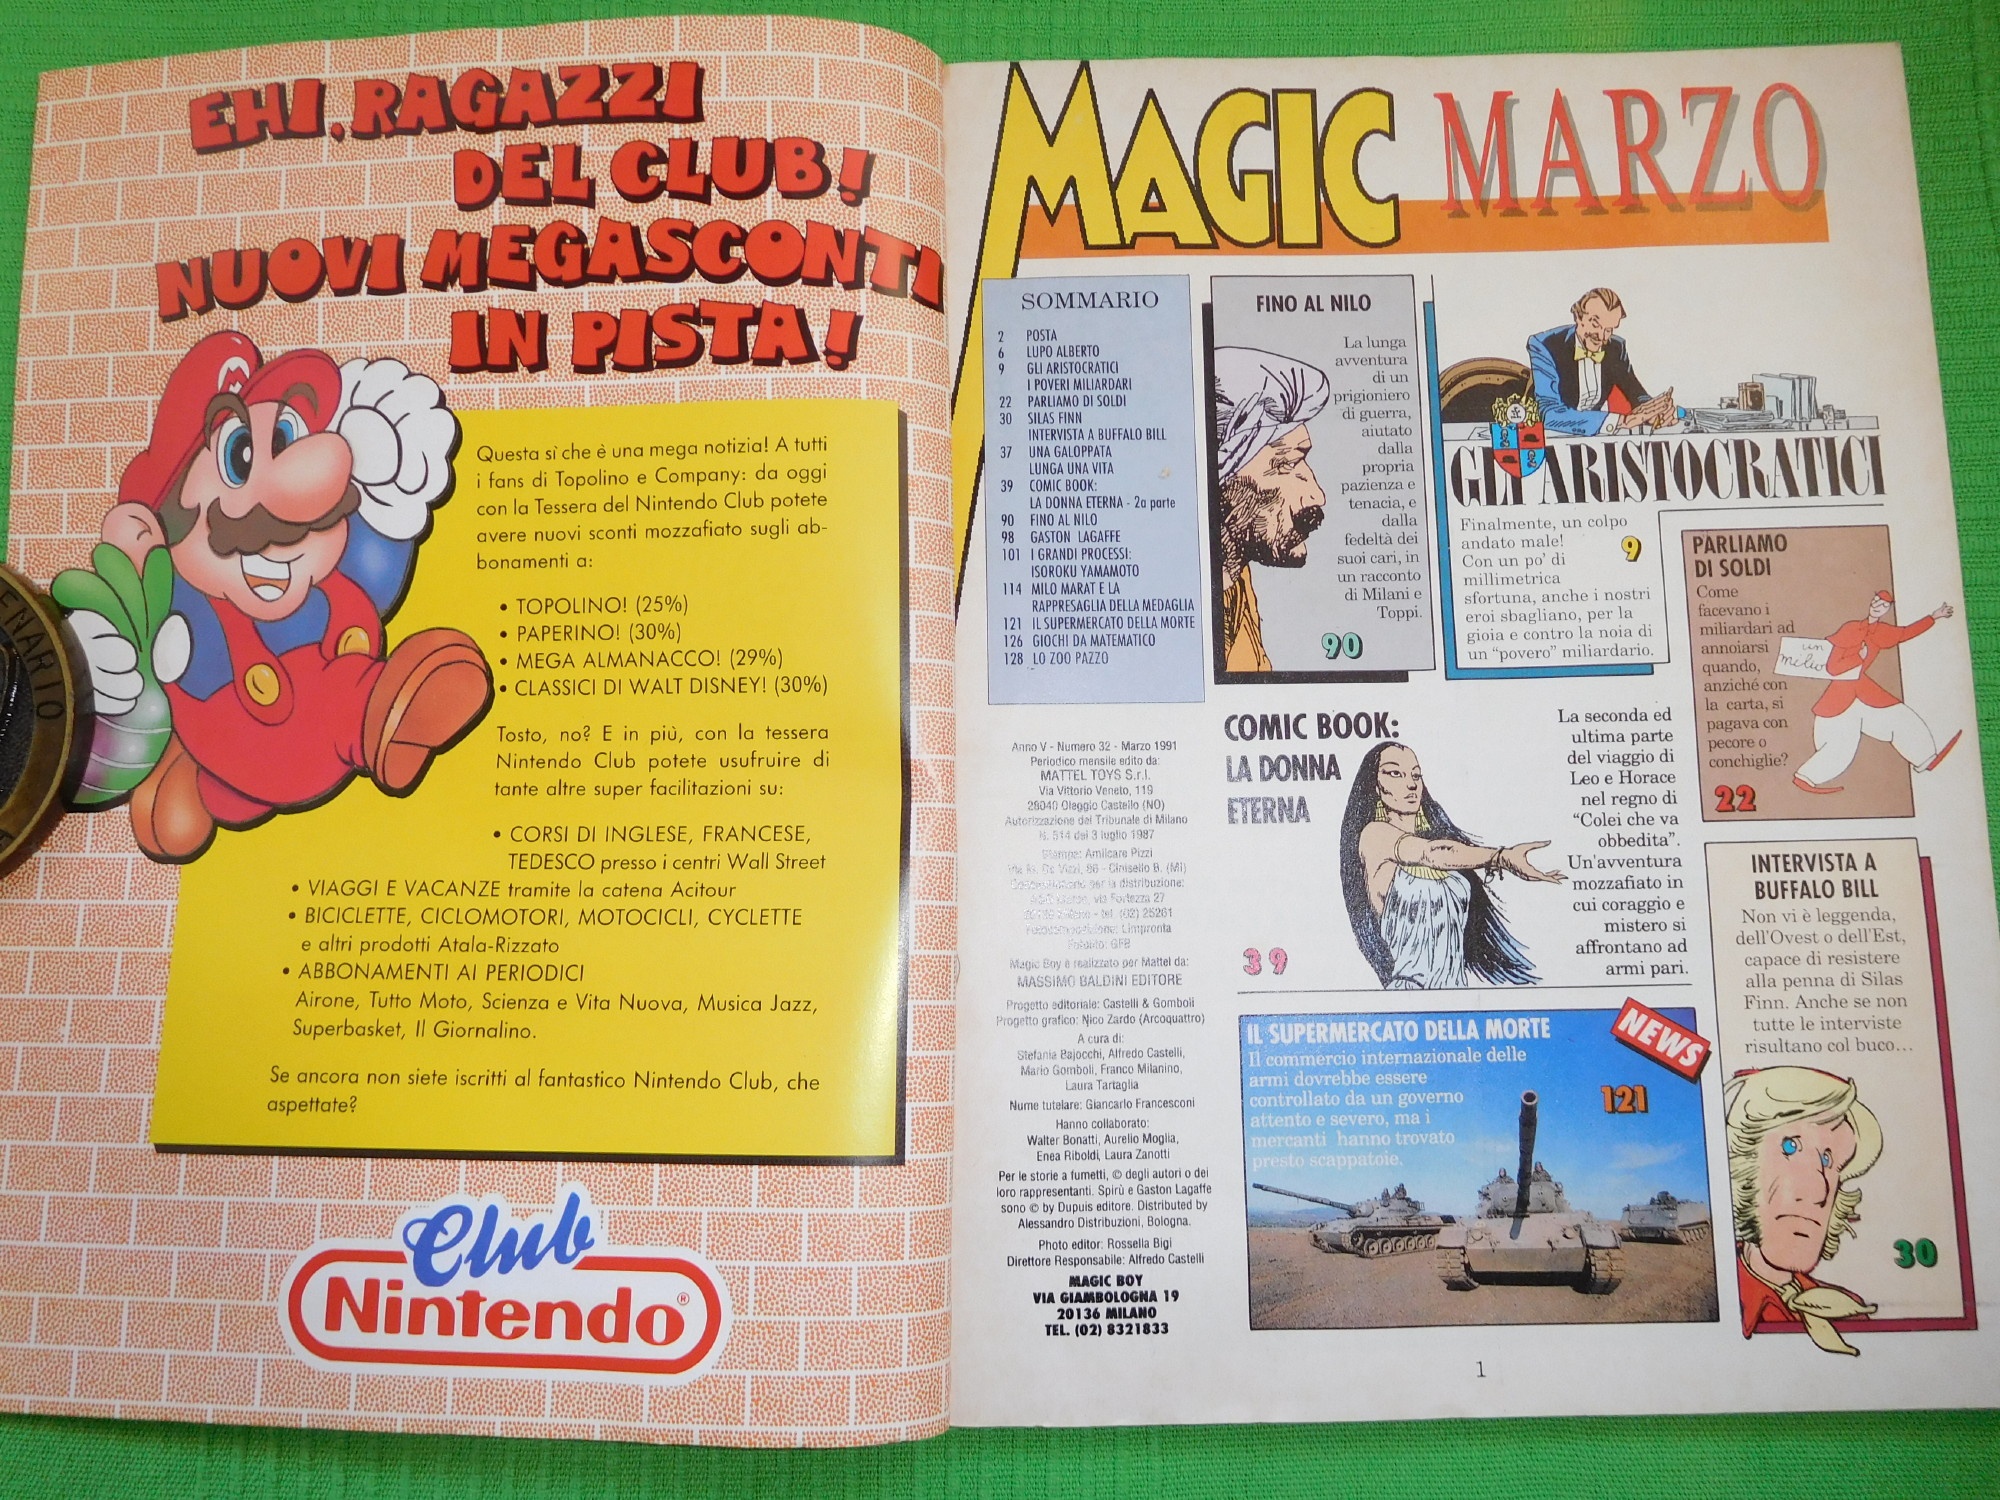 EHI, RAGAZZI
DEL CLUB!
NUOVI MEGASCONTI
IN PISTA!
Questa sì che è una mega notizia! A tutti
i fans di Topolino e Company: da oggi
con la Tessera del Nintendo Club potete
avere nuovi sconti mozzafiato sugli ab-
bonamenti a:
• TOPOLINO! (25%)
• PAPERINO! (30%)
• MEGA ALMANACCO! (29%)
• CLASSICI DI WALT DISNEY! (30%)
Tosto, no? E in più, con la tessera
Nintendo Club potete usufruire di
tante altre super facilitazioni su:
• CORSI DI INGLESE, FRANCESE,
TEDESCO presso i centri Wall Street
• VIAGGI E VACANZE tramite la catena Acitour
• BICICLETTE, CICLOMOTORI, MOTOCICLI, CYCLETTE
e altri prodotti Atala-Rizzato
• ABBONAMENTI AI PERIODICI
Airone, Tutto Moto, Scienza e Vita Nuova, Musica Jazz,
Superbasket, Il Giornalino.
Se ancora non siete iscritti al fantastico Nintendo Club, che
aspettate?
Club
Nintendo®
MAGIC MARZO
SOMMARIO
2 POSTA
6 LUPO ALBERTO
9 GLI ARISTOCRATICI
I POVERI MILIARDARI
22 PARLIAMO DI SOLDI
30 SILAS FINN
INTERVISTA A BUFFALO BILL
37 UNA GALOPPATA
LUNGA UNA VITA
39 COMIC BOOK:
LA DONNA ETERNA - 2a parte
90 FINO AL NILO
98 GASTON LAGAFFE
101 I GRANDI PROCESSI:
ISOROKU YAMAMOTO
114 MILO MARAT E LA
RAPPRESAGLIA DELLA MEDAGLIA
121 IL SUPERMERCATO DELLA MORTE
126 GIOCHI DA MATEMATICO
128 LO ZOO PAZZO
Anno V - Numero 32 - Marzo 1991
Periodico mensile edito da:
MATTEL TOYS S.r.l.
Via Vittorio Veneto, 119
28040 Oleggio Castello (NO)
Autorizzazione del Tribunale di Milano
N. 514 del 3 luglio 1987
Stampa: Amilcare Pizzi
Cinisello B. (Mi)
per la distribuzione:
via Fortezza 27
tel. (02) 25261
Limpronta
Fotolito: GFB
Magic Boy è realizzato per Mattel da:
MASSIMO BALDINI EDITORE
Progetto editoriale: Castelli & Gomboli
Progetto grafico: Nico Zardo (Arcoquattro)
A cura di:
Stefania Bajocchi, Alfredo Castelli,
Mario Gomboli, Franco Milanino,
Laura Tartaglia
Nume tutelare: Giancarlo Francesconi
Hanno collaborato:
Walter Bonatti, Aurelio Moglia,
Enea Riboldi, Laura Zanotti
Per le storie a fumetti, © degli autori o dei
loro rappresentanti. Spirù e Gaston Lagaffe
sono © by Dupuis editore. Distributed by
Alessandro Distribuzioni, Bologna.
Photo editor: Rossella Bigi
Direttore Responsabile: Alfredo Castelli
MAGIC BOY
VIA GIAMBOLOGNA 19
20136 MILANO
TEL. (02) 8321833
FINO AL NILO
La lunga
avventura
di un
prigioniero
di guerra,
aiutato
dalla
propria
pazienza e
tenacia, e
dalla
fedeltà dei
suoi cari, in
un racconto
di Milani e
Toppi.
90
GLI ARISTOCRATICI
Finalmente, un colpo
andato male!
Con un po' di
millimetrica
sfortuna, anche i nostri
eroi sbagliano, per la
gioia e contro la noia di
un "povero" miliardario.
9
PARLIAMO
DI SOLDI
Come
facevano i
miliardari ad
annoiarsi
quando,
anziché con
la carta, si
pagava con
pecore o
conchiglie?
22
un
COMIC BOOK:
LA DONNA
ETERNA
39
La seconda ed
ultima parte
del viaggio di
Leo e Horace
nel regno di
"Colei che va
obbedita".
Un'avventura
mozzafiato in
cui coraggio e
mistero si
affrontano ad
armi pari.
INTERVISTA A
BUFFALO BILL
Non vi è leggenda,
dell'Ovest o dell'Est,
capace di resistere
alla penna di Silas
Finn. Anche se non
tutte le interviste
risultano col buco...
30
IL SUPERMERCATO DELLA MORTE
NEWS
Il commercio internazionale delle
armi dovrebbe essere
controllato da un governo
attento e severo, ma i
mercanti hanno trovato
presto scappatoie.
121
1